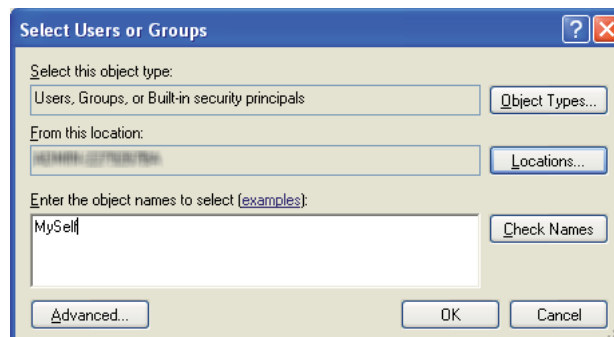 Select Users or Groups
Select this object type:
Users, Groups, or Built-in security principals
Object Types...
From this location:
Locations...
Enter the object names to select (examples):
MySelf
Check Names
Advanced...
OK
Cancel